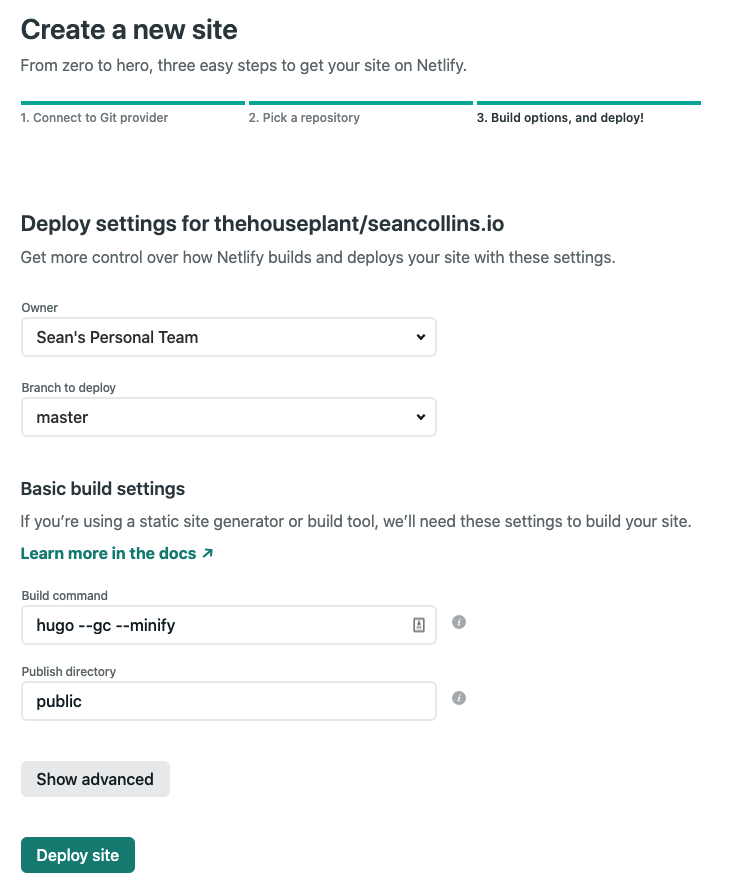 Create a new site
From zero to hero, three easy steps to get your site on Netlify.
1. Connect to Git provider
2. Pick a repository
3. Build options, and deploy!
Deploy settings for thehouseplant/seancollins.io
Get more control over how Netlify builds and deploys your site with these settings.
Owner
Sean's Personal Team
Branch to deploy
master
Basic build settings
If you’re using a static site generator or build tool, we’ll need these settings to build your site.
Learn more in the docs ↗
Build command
hugo --gc --minify
Publish directory
public
Show advanced
Deploy site